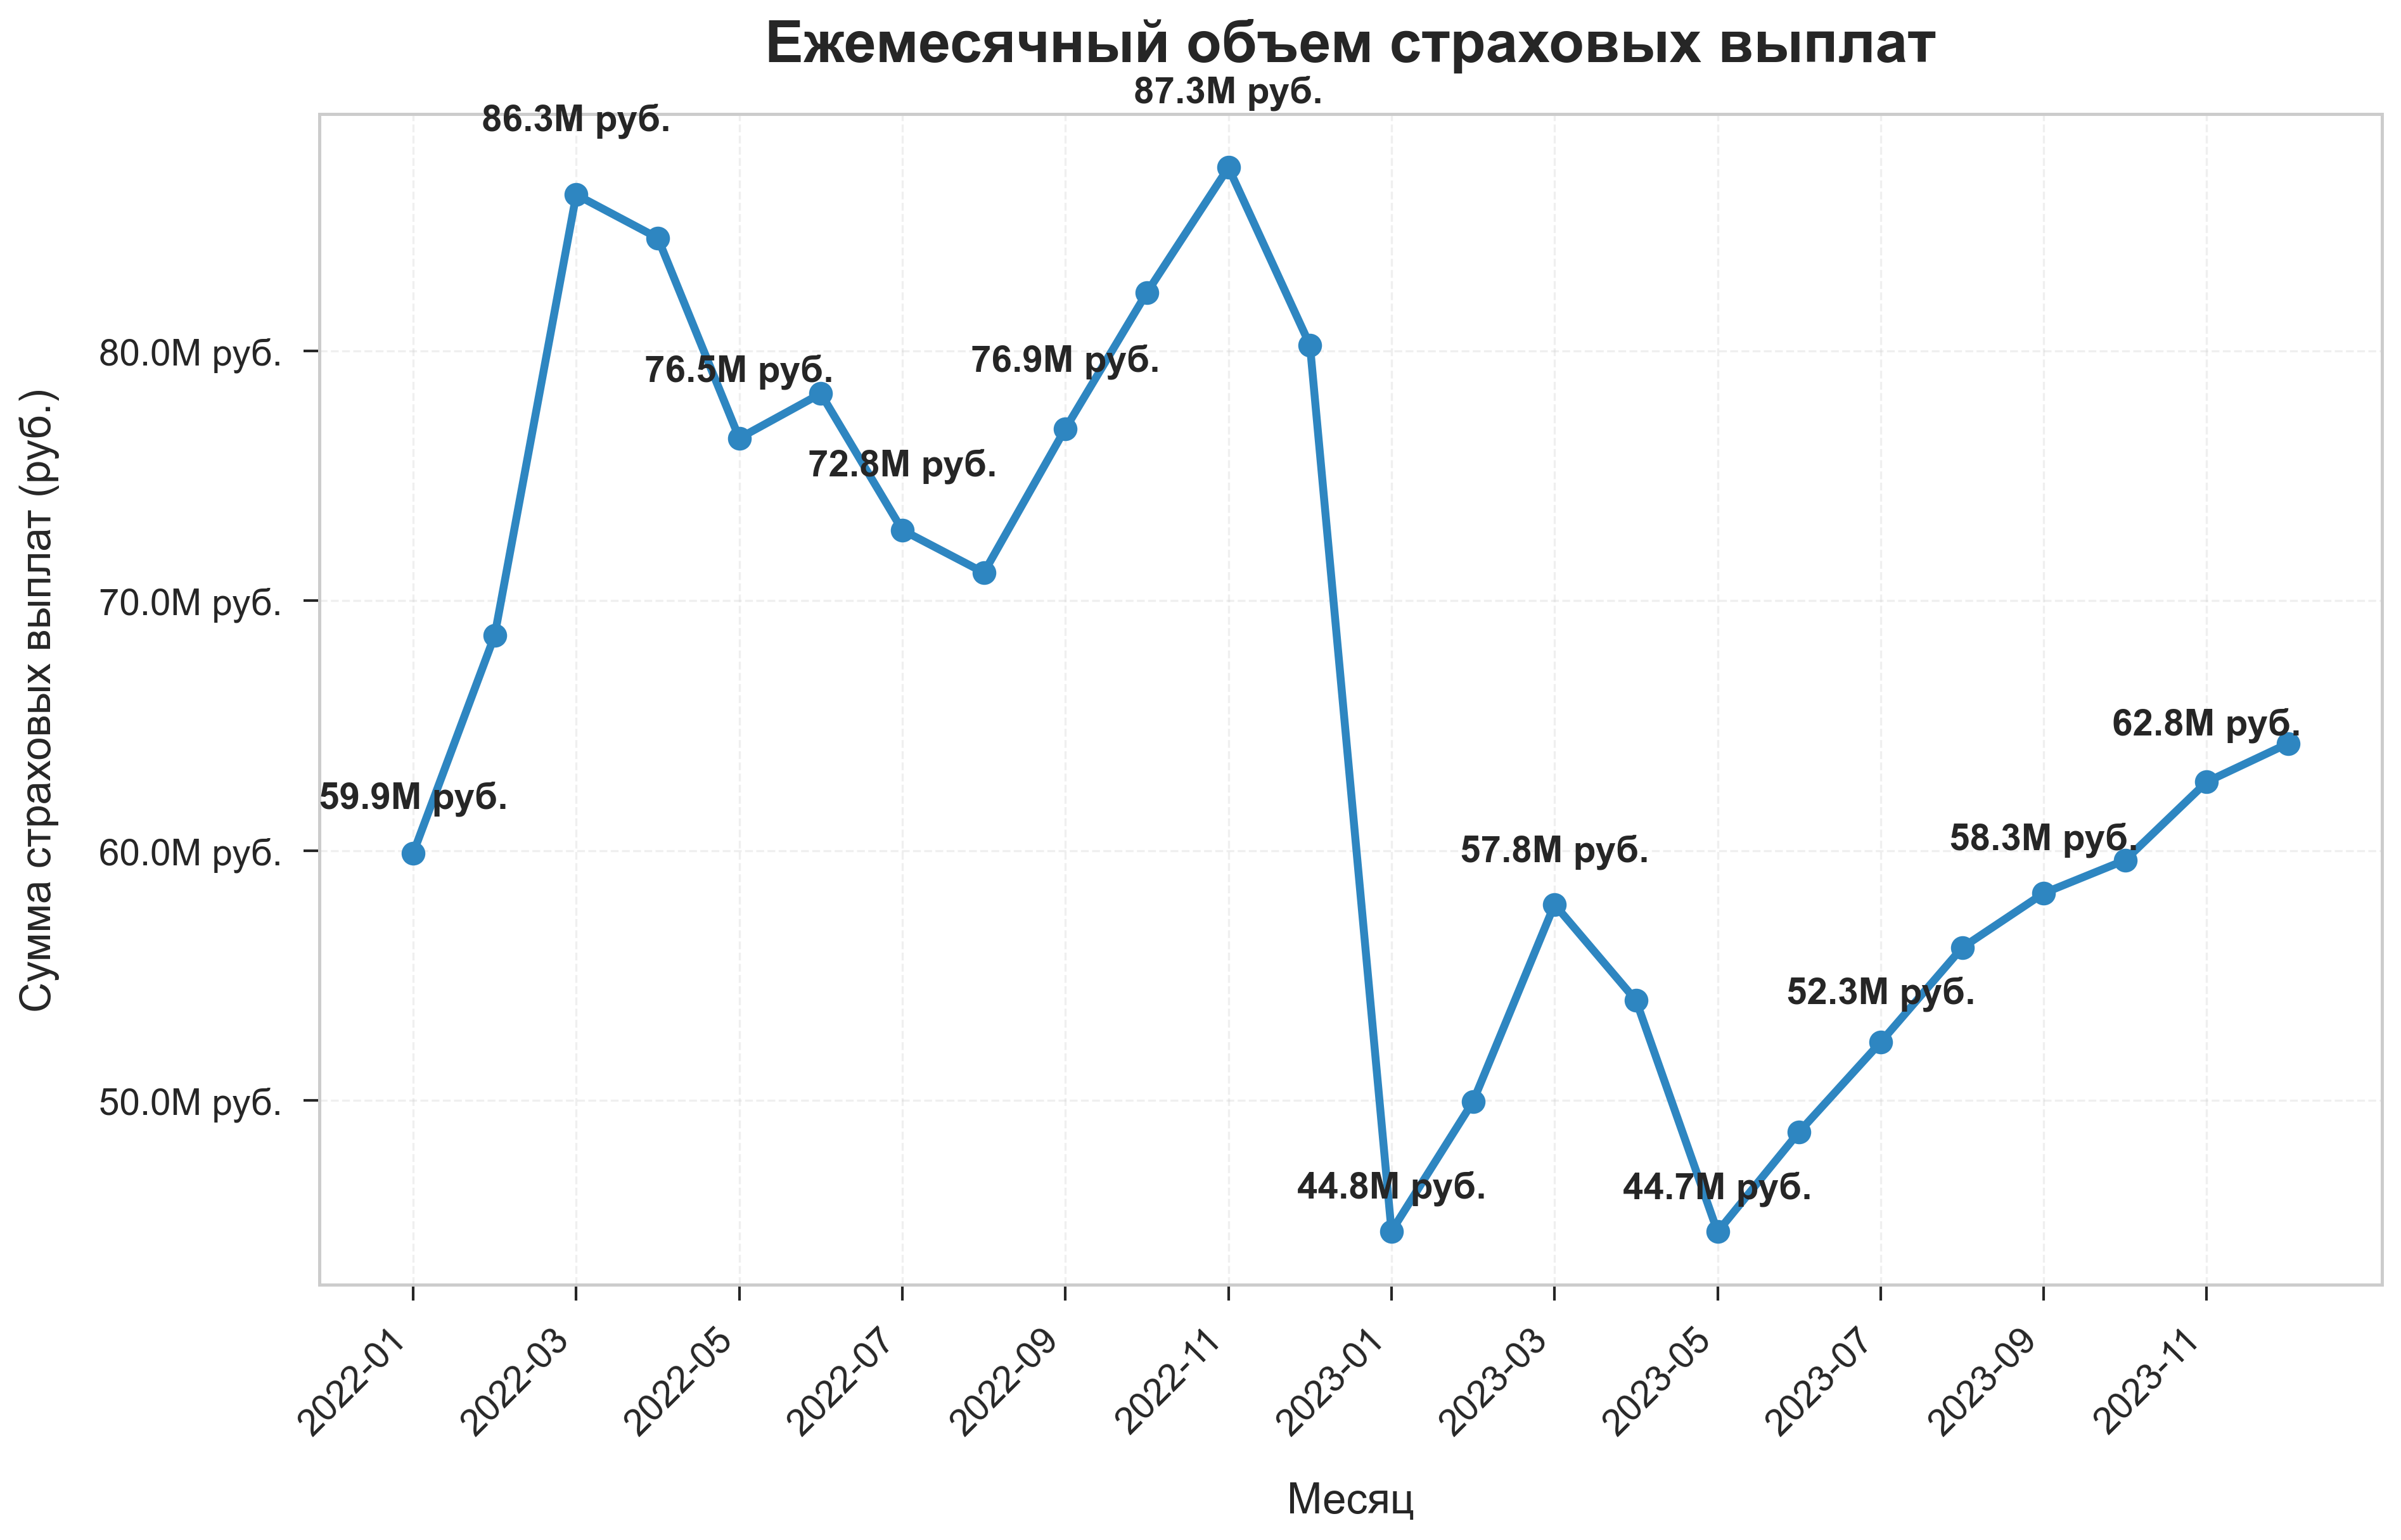 Ежемесячный объем страховых выплат
87.3M руб.
86.3M руб.
76.5M руб.
76.9M руб.
72.8M руб.
59.9M руб.
62.8M руб.
57.8M руб.
58.3M руб.
52.3M руб.
44.8M руб.
44.7M руб.
80.0M руб.
70.0M руб.
60.0M руб.
50.0M руб.
Сумма страховых выплат (руб.)
2022-01
2022-03
2022-05
2022-07
2022-09
2022-11
2023-01
2023-03
2023-05
2023-07
2023-09
2023-11
Месяц